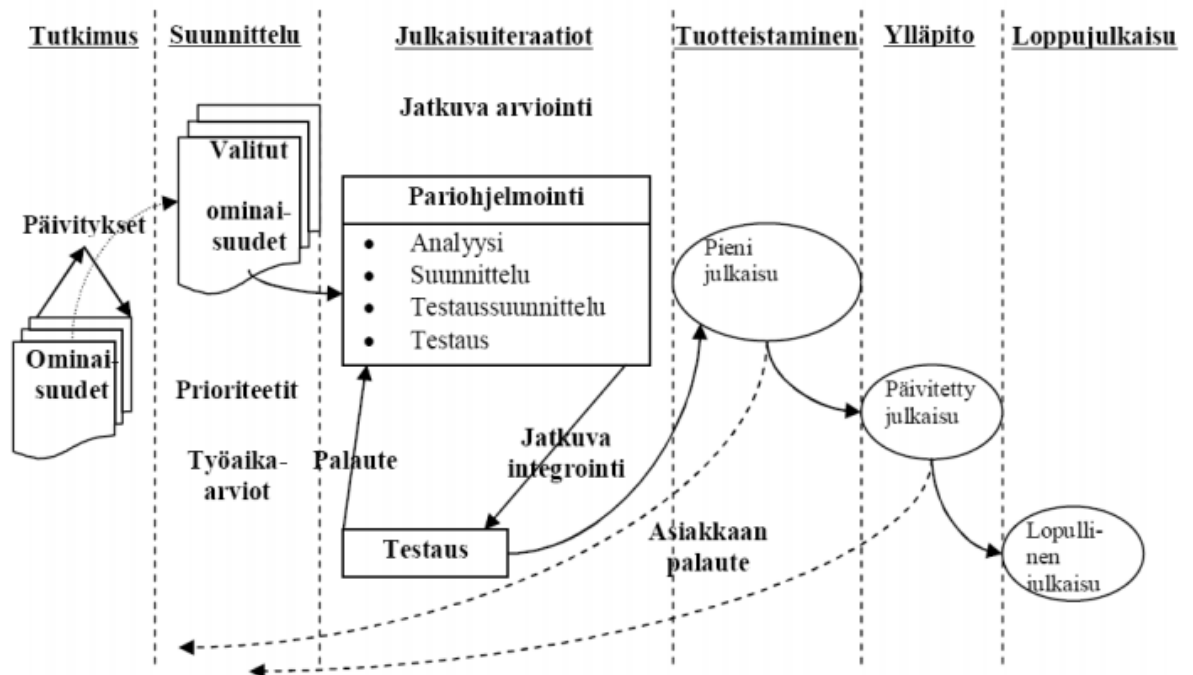 Tutkimus
Suunnittelu
Julkaisuiteraatiot
Tuotteistaminen
Ylläpito
Loppujulkaisu
Päivitykset
Ominai-
suudet
Valitut
ominai-
suudet
Prioriteetit
Työaika-
arviot
Jatkuva arviointi
Pariohjelmointi
• Analyysi
• Suunnittelu
• Testaussuunnittelu
• Testaus
Palaute
Jatkuva
integrointi
Testaus
Pieni
julkaisu
Asiakkaan
palaute
Päivitetty
julkaisu
Lopulli-
nen
julkaisu